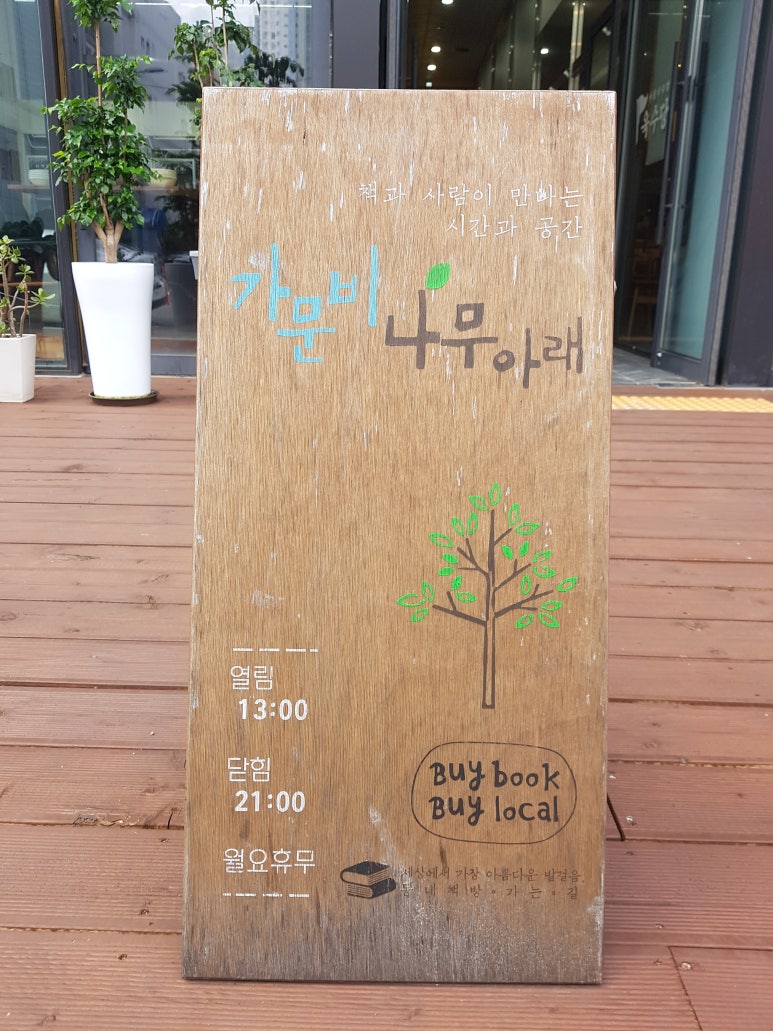 책과 사람이 만나는
시간과 공간
가문비나무아래
열림
13:00
닫힘
21:00
월요휴무
Buy book
Buy local
세상에서 가장 아름다운 발걸음,
동네책방•가는•길